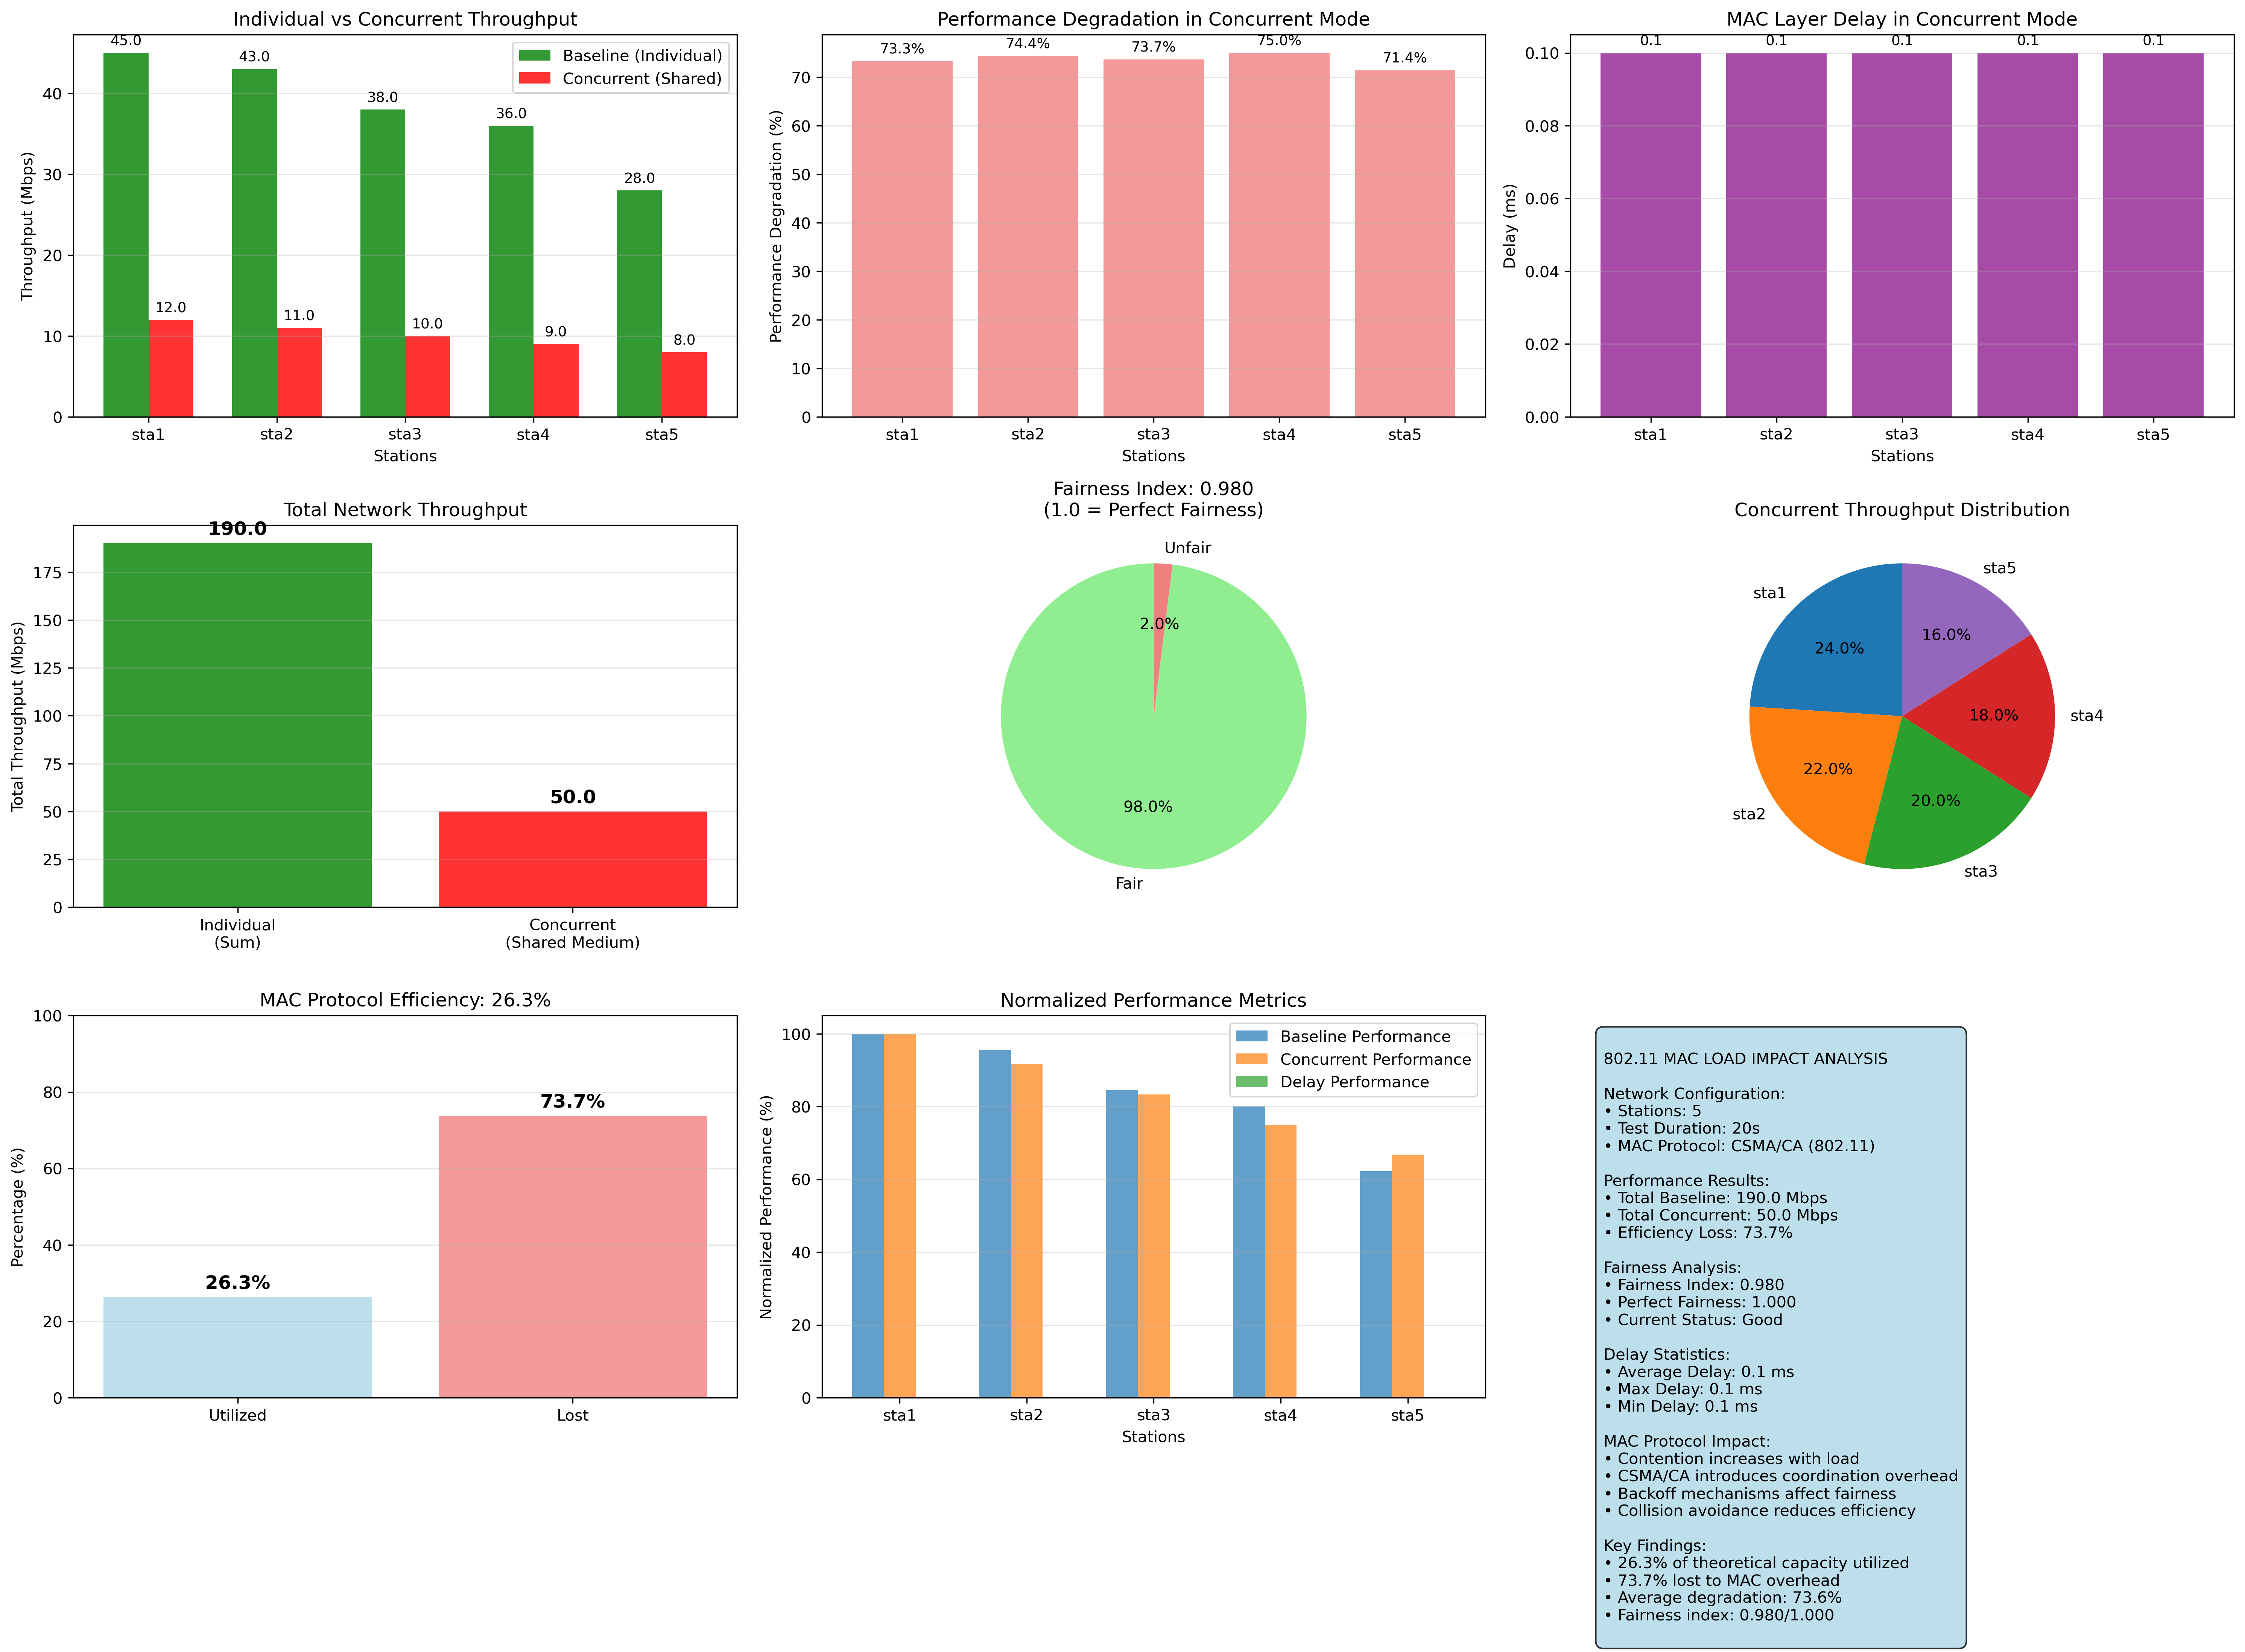 Individual vs Concurrent Throughput
Throughput (Mbps)
0
10
20
30
40
45.0
43.0
38.0
36.0
28.0
12.0
11.0
10.0
9.0
8.0
Baseline (Individual)
Concurrent (Shared)
sta1
sta2
sta3
sta4
sta5
Stations
Performance Degradation in Concurrent Mode
Performance Degradation (%)
0
10
20
30
40
50
60
70
73.3%
74.4%
73.7%
75.0%
71.4%
sta1
sta2
sta3
sta4
sta5
Stations
MAC Layer Delay in Concurrent Mode
Delay (ms)
0.00
0.02
0.04
0.06
0.08
0.10
0.1
0.1
0.1
0.1
0.1
sta1
sta2
sta3
sta4
sta5
Stations
Total Network Throughput
Total Throughput (Mbps)
0
25
50
75
100
125
150
175
190.0
50.0
Individual
(Sum)
Concurrent
(Shared Medium)
Fairness Index: 0.980
(1.0 = Perfect Fairness)
Unfair
2.0%
98.0%
Fair
Concurrent Throughput Distribution
sta1
24.0%
sta2
22.0%
sta3
20.0%
sta4
18.0%
sta5
16.0%
MAC Protocol Efficiency: 26.3%
Percentage (%)
0
20
40
60
80
100
26.3%
73.7%
Utilized
Lost
Normalized Performance Metrics
Normalized Performance (%)
0
20
40
60
80
100
Baseline Performance
Concurrent Performance
Delay Performance
sta1
sta2
sta3
sta4
sta5
Stations
802.11 MAC LOAD IMPACT ANALYSIS
Network Configuration:
• Stations: 5
• Test Duration: 20s
• MAC Protocol: CSMA/CA (802.11)
Performance Results:
• Total Baseline: 190.0 Mbps
• Total Concurrent: 50.0 Mbps
• Efficiency Loss: 73.7%
Fairness Analysis:
• Fairness Index: 0.980
• Perfect Fairness: 1.000
• Current Status: Good
Delay Statistics:
• Average Delay: 0.1 ms
• Max Delay: 0.1 ms
• Min Delay: 0.1 ms
MAC Protocol Impact:
• Contention increases with load
• CSMA/CA introduces coordination overhead
• Backoff mechanisms affect fairness
• Collision avoidance reduces efficiency
Key Findings:
• 26.3% of theoretical capacity utilized
• 73.7% lost to MAC overhead
• Average degradation: 73.6%
• Fairness index: 0.980/1.000